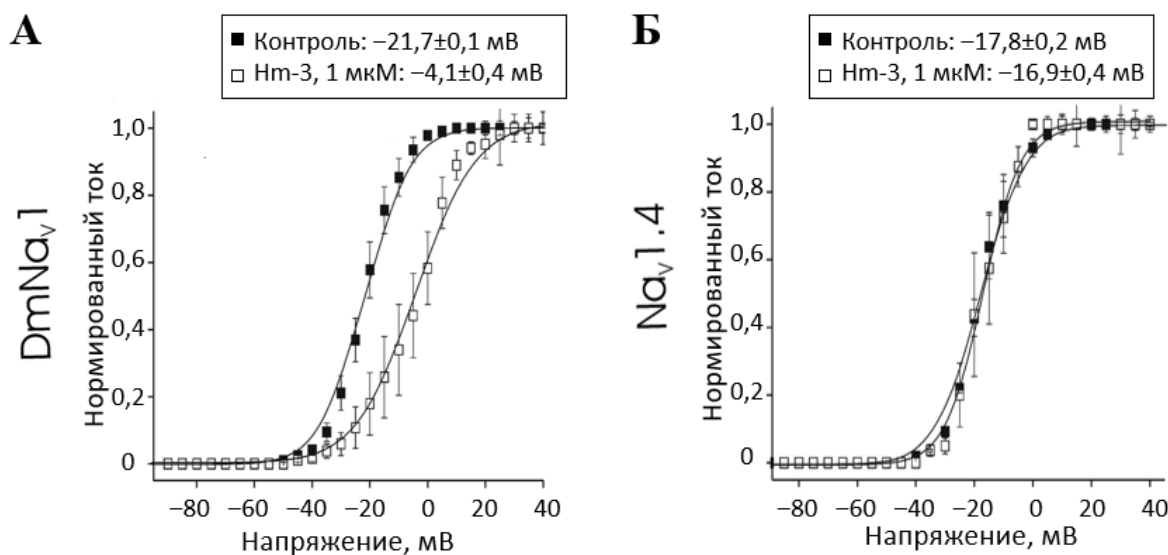 А
Контроль: −21,7±0,1 мВ
Hm-3, 1 мкМ: −4,1±0,4 мВ
DmNaᵥ1
Нормированный ток
1,0
0,8
0,6
0,4
0,2
0
−80 −60 −40 −20 0 20 40
Напряжение, мВ
Б
Контроль: −17,8±0,2 мВ
Hm-3, 1 мкМ: −16,9±0,4 мВ
Naᵥ1.4
Нормированный ток
1,0
0,8
0,6
0,4
0,2
0
−80 −60 −40 −20 0 20 40
Напряжение, мВ